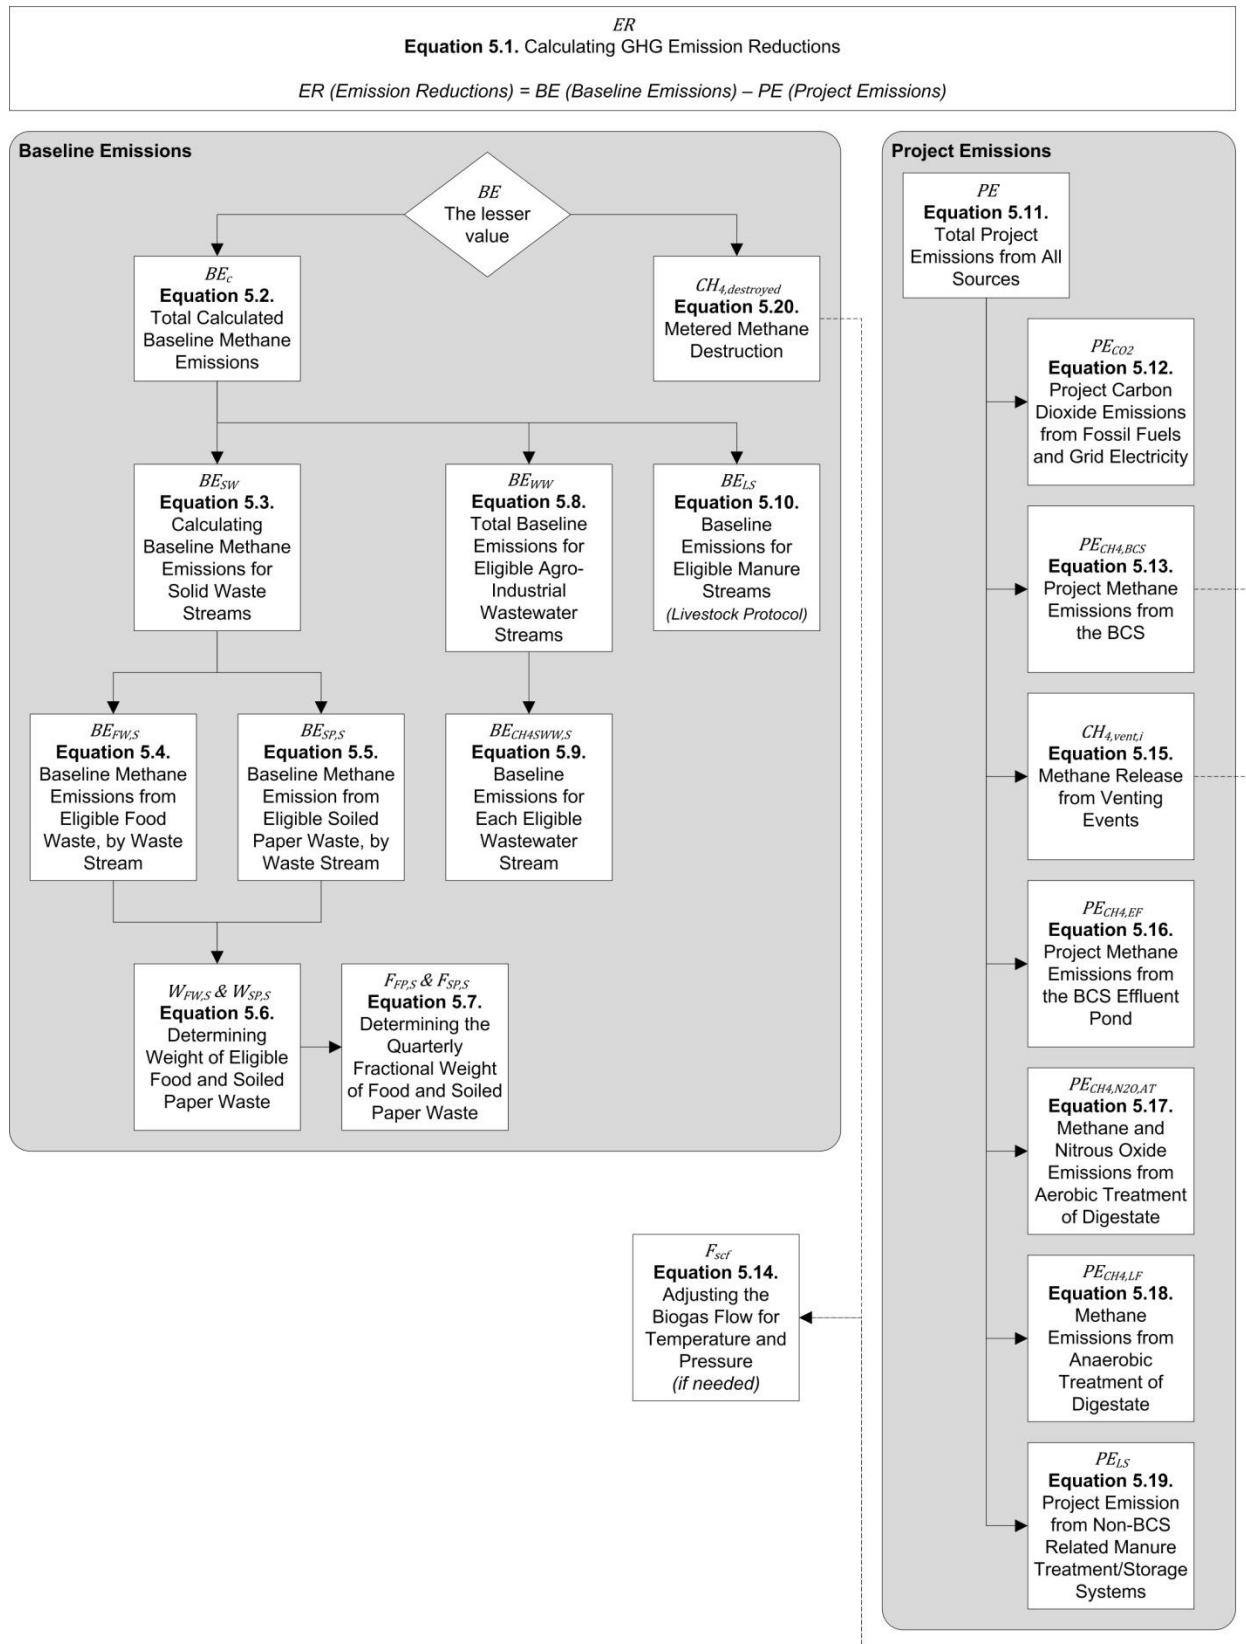 ER
Equation 5.1. Calculating GHG Emission Reductions
ER (Emission Reductions) = BE (Baseline Emissions) – PE (Project Emissions)
Baseline Emissions
BE
The lesser
value
BEc
Equation 5.2.
Total Calculated
Baseline Methane
Emissions
CH4,destroyed
Equation 5.20.
Metered Methane
Destruction
BESW
Equation 5.3.
Calculating
Baseline Methane
Emissions for
Solid Waste
Streams
BEWW
Equation 5.8.
Total Baseline
Emissions for
Eligible Agro-
Industrial
Wastewater
Streams
BELS
Equation 5.10.
Baseline
Emissions for
Eligible Manure
Streams
(Livestock Protocol)
BEFW,S
Equation 5.4.
Baseline Methane
Emissions from
Eligible Food
Waste, by Waste
Stream
BESP,S
Equation 5.5.
Baseline Methane
Emission from
Eligible Soiled
Paper Waste, by
Waste Stream
BECH4SWW,S
Equation 5.9.
Baseline
Emissions for
Each Eligible
Wastewater
Stream
WFW,S & WSP,S
Equation 5.6.
Determining
Weight of Eligible
Food and Soiled
Paper Waste
FFP,S & FSP,S
Equation 5.7.
Determining the
Quarterly
Fractional Weight
of Food and Soiled
Paper Waste
Fscf
Equation 5.14.
Adjusting the
Biogas Flow for
Temperature and
Pressure
(if needed)
Project Emissions
PE
Equation 5.11.
Total Project
Emissions from All
Sources
PECO2
Equation 5.12.
Project Carbon
Dioxide Emissions
from Fossil Fuels
and Grid Electricity
PECH4,BCS
Equation 5.13.
Project Methane
Emissions from
the BCS
CH4,vent,i
Equation 5.15.
Methane Release
from Venting
Events
PECH4,EF
Equation 5.16.
Project Methane
Emissions from
the BCS Effluent
Pond
PECH4,N2O,AT
Equation 5.17.
Methane and
Nitrous Oxide
Emissions from
Aerobic Treatment
of Digestate
PECH4,LF
Equation 5.18.
Methane
Emissions from
Anaerobic
Treatment of
Digestate
PELS
Equation 5.19.
Project Emission
from Non-BCS
Related Manure
Treatment/Storage
Systems